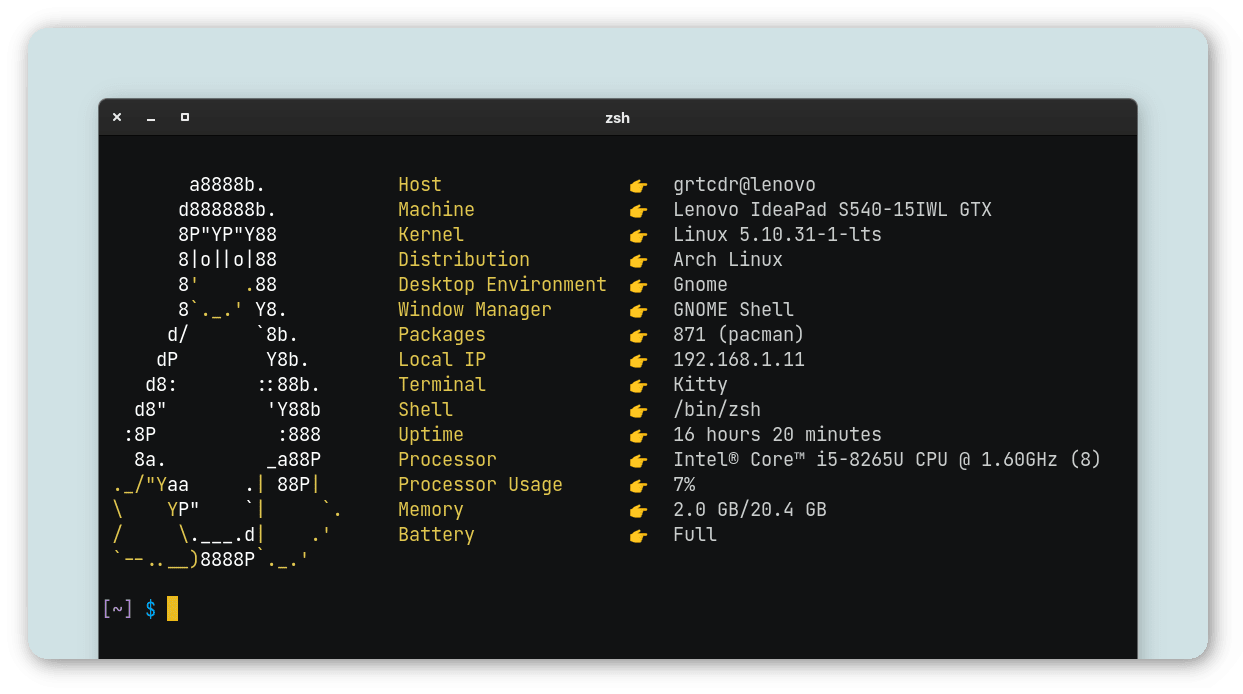 zsh
a8888b. Host 👉 grtcdr@lenovo
d888888b. Machine 👉 Lenovo IdeaPad S540-15IWL GTX
8P"YP"Y88 Kernel 👉 Linux 5.10.31-1-lts
8|o||o|88 Distribution 👉 Arch Linux
8'    .88 Desktop Environment 👉 Gnome
8`._.' Y8. Window Manager 👉 GNOME Shell
d/      `8b. Packages 👉 871 (pacman)
dP        Y8b. Local IP 👉 192.168.1.11
d8:       ::88b. Terminal 👉 Kitty
d8"         'Y88b Shell 👉 /bin/zsh
:8P           :888 Uptime 👉 16 hours 20 minutes
8a.         _a88P Processor 👉 Intel® Core™ i5-8265U CPU @ 1.60GHz (8)
._/"Yaa     .| 88P| Processor Usage 👉 7%
\    YP"    `|     `. Memory 👉 2.0 GB/20.4 GB
/     \.___.d|    .' Battery 👉 Full
`--..__)8888P`._.'
[~] $